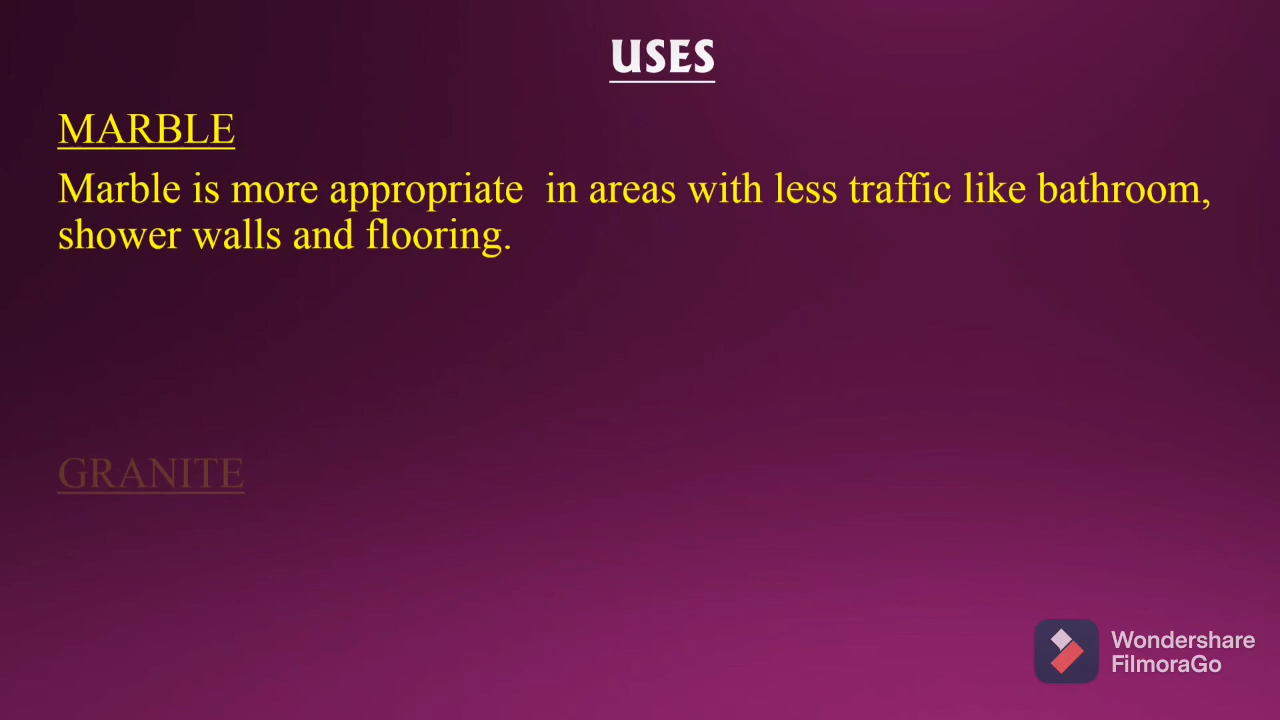 USES
MARBLE
Marble is more appropriate  in areas with less traffic like bathroom,
shower walls and flooring.
GRANITE
Wondershare
FilmoraGo